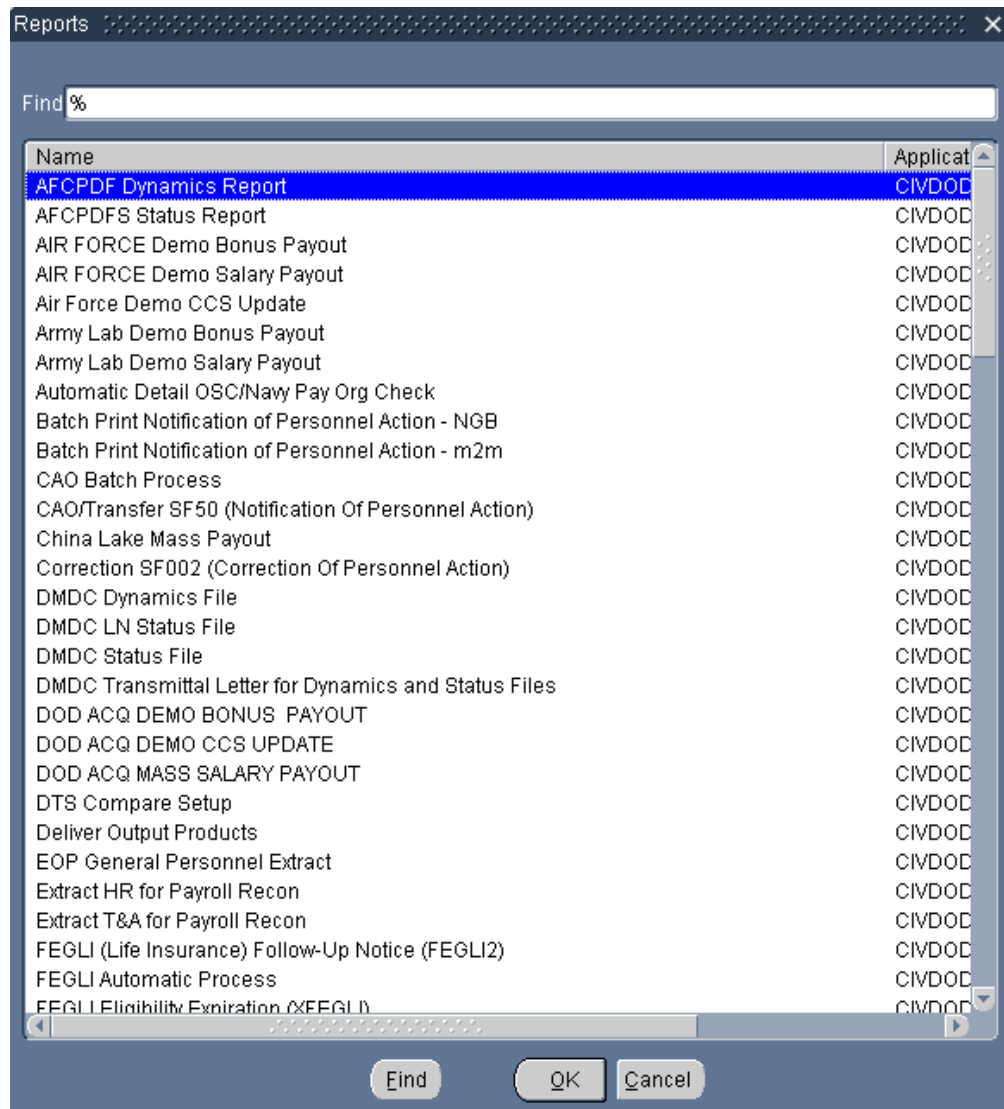 Reports
Find %
Name Applicat
AFCPDF Dynamics Report CIVDOD
AFCPDFS Status Report CIVDOD
AIR FORCE Demo Bonus Payout CIVDOD
AIR FORCE Demo Salary Payout CIVDOD
Air Force Demo CCS Update CIVDOD
Army Lab Demo Bonus Payout CIVDOD
Army Lab Demo Salary Payout CIVDOD
Automatic Detail OSC/Navy Pay Org Check CIVDOD
Batch Print Notification of Personnel Action - NGB CIVDOD
Batch Print Notification of Personnel Action - m2m CIVDOD
CAO Batch Process CIVDOD
CAO/Transfer SF50 (Notification Of Personnel Action) CIVDOD
China Lake Mass Payout CIVDOD
Correction SF002 (Correction Of Personnel Action) CIVDOD
DMDC Dynamics File CIVDOD
DMDC LN Status File CIVDOD
DMDC Status File CIVDOD
DMDC Transmittal Letter for Dynamics and Status Files CIVDOD
DOD ACQ DEMO BONUS  PAYOUT CIVDOD
DOD ACQ DEMO CCS UPDATE CIVDOD
DOD ACQ MASS SALARY PAYOUT CIVDOD
DTS Compare Setup CIVDOD
Deliver Output Products CIVDOD
EOP General Personnel Extract CIVDOD
Extract HR for Payroll Recon CIVDOD
Extract T&A for Payroll Recon CIVDOD
FEGLI (Life Insurance) Follow-Up Notice (FEGLI2) CIVDOD
FEGLI Automatic Process CIVDOD
FEGLI Eligibility Expiration (XFEGLI) CIVDOD
Find OK Cancel